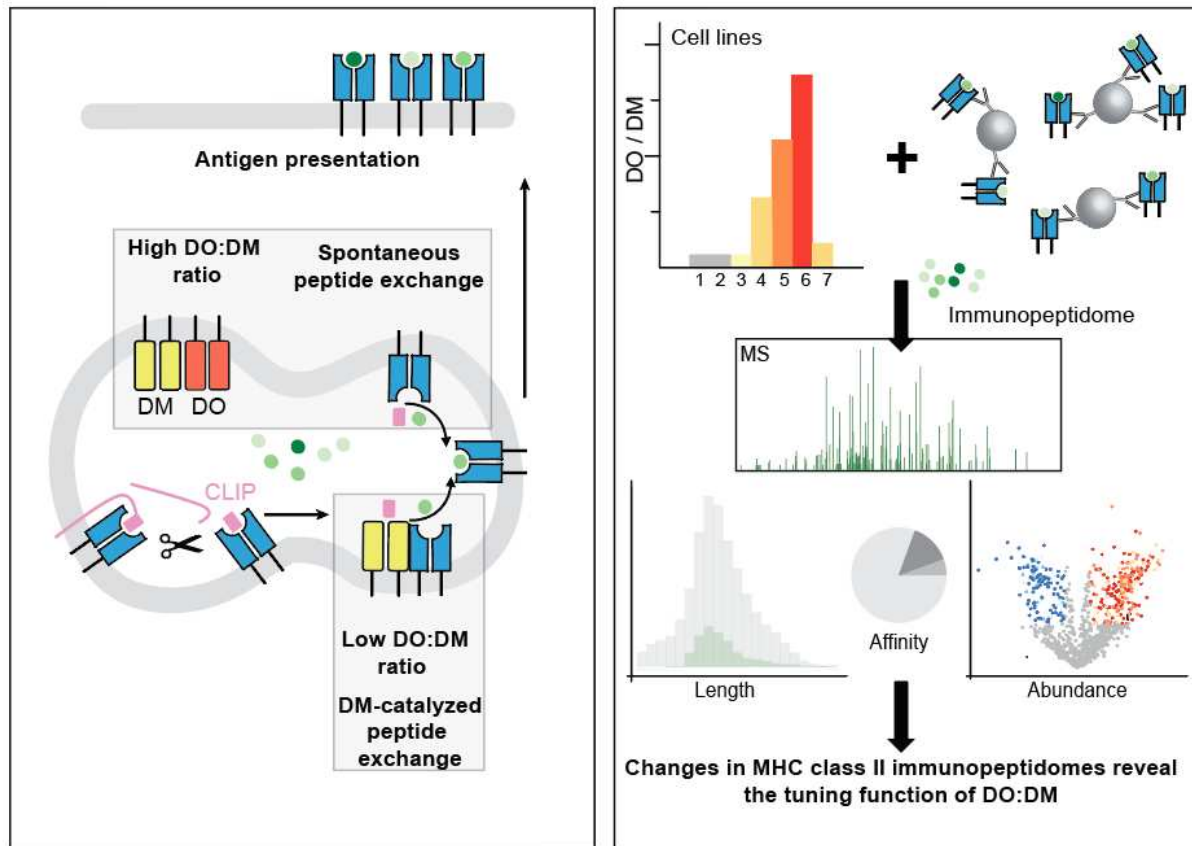 Antigen presentation
High DO:DM
ratio
Spontaneous
peptide exchange
DM DO
CLIP
Low DO:DM
ratio
DM-catalyzed
peptide
exchange
Cell lines
DO / DM
1 2 3 4 5 6 7
Immunopeptidome
MS
Length
Affinity
Abundance
Changes in MHC class II immunopeptidomes reveal
the tuning function of DO:DM